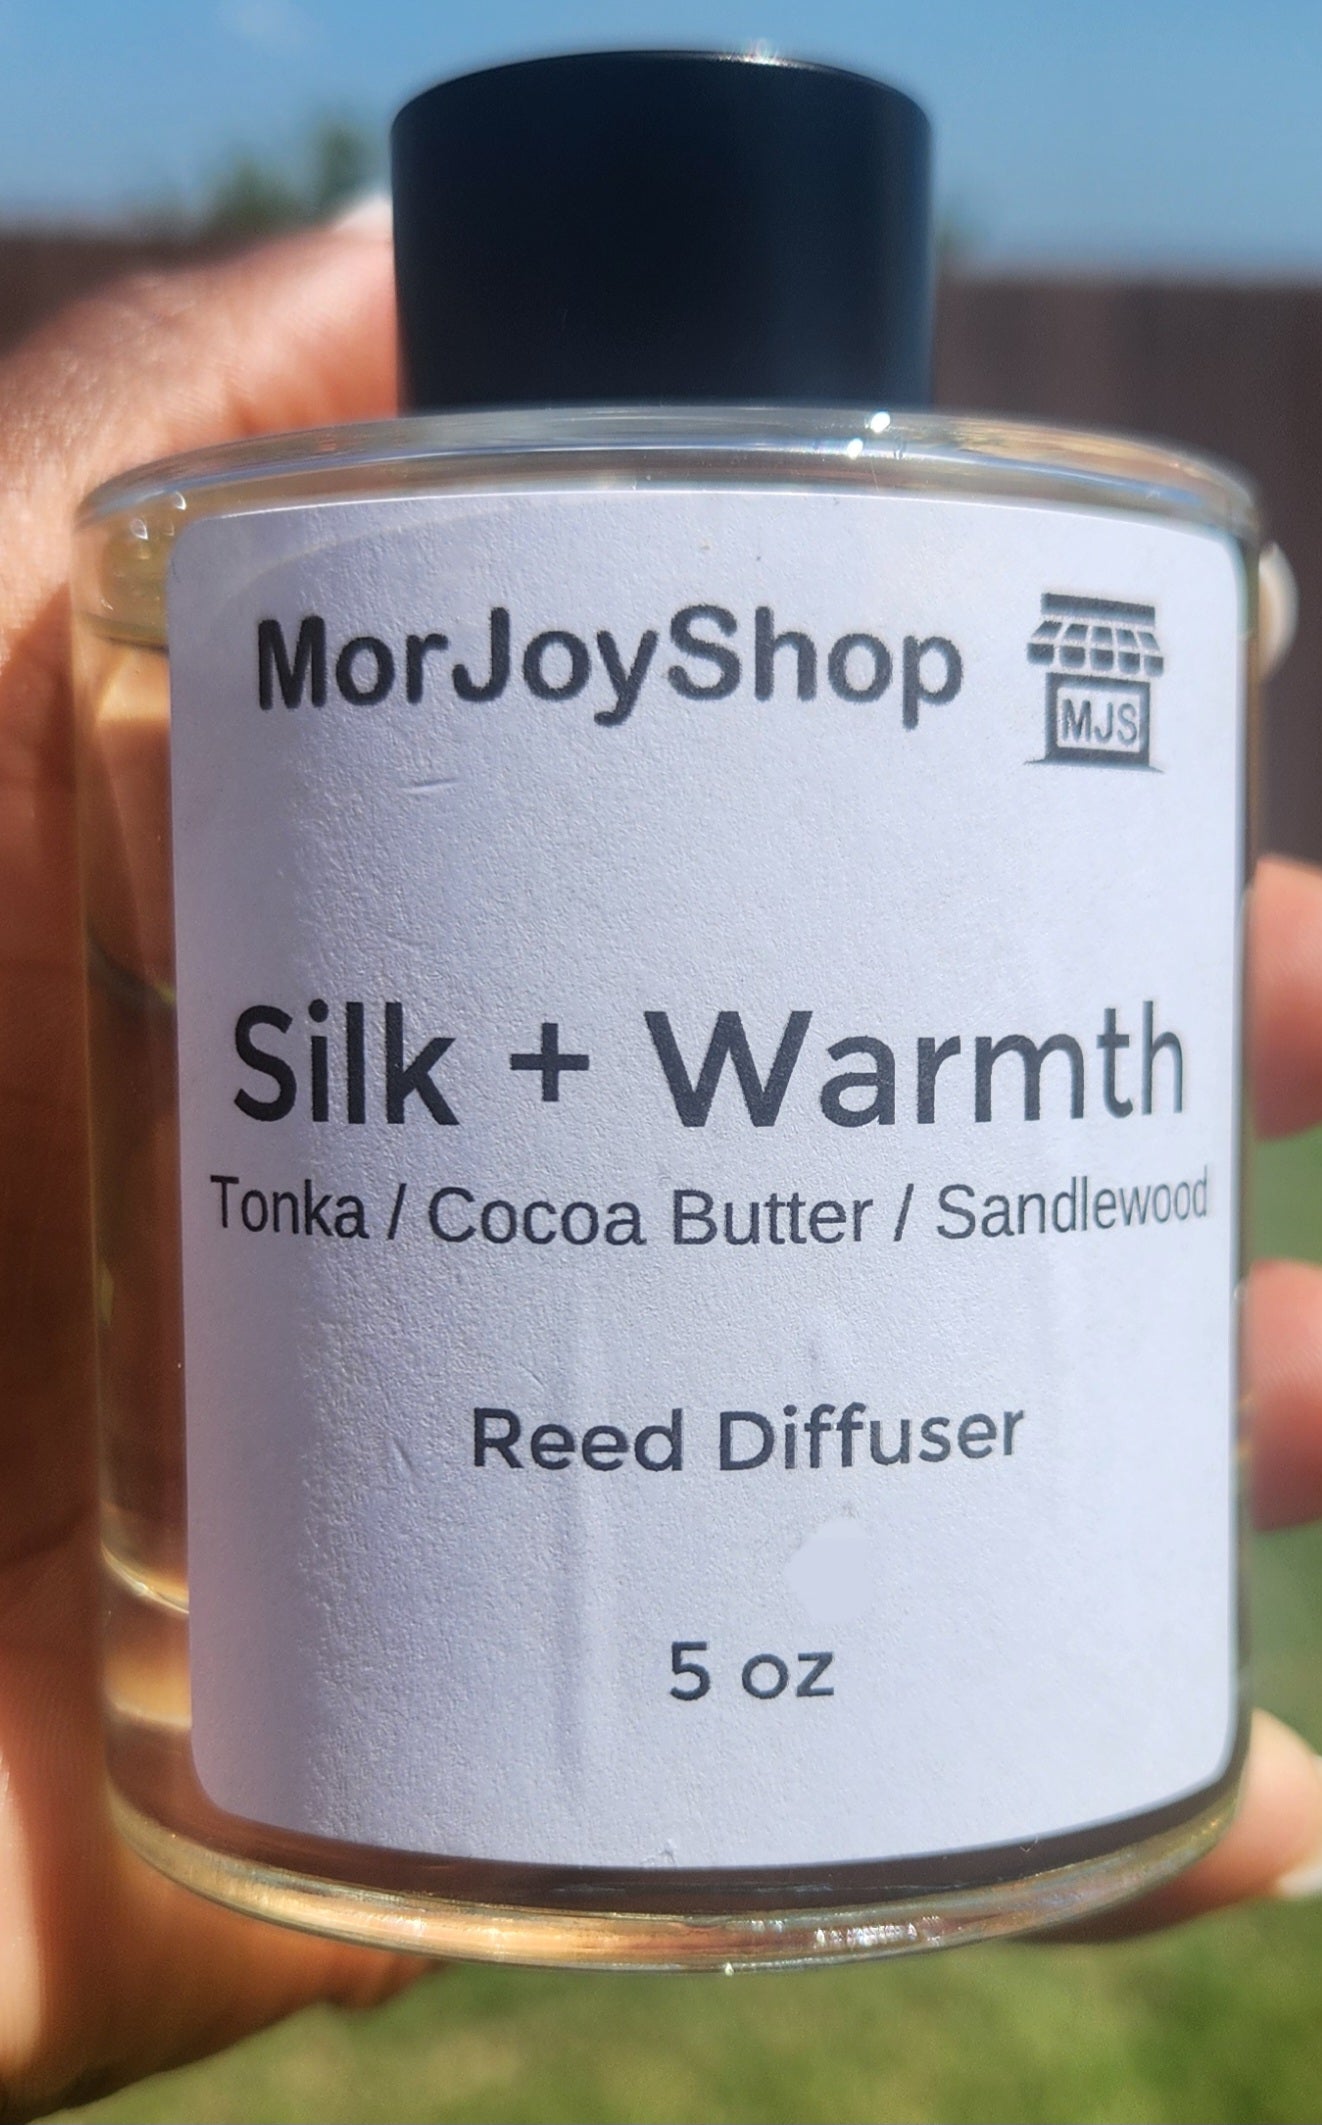 MorJoyShop
MJS
Silk + Warmth
Tonka / Cocoa Butter / Sandlewood
Reed Diffuser
5 oz